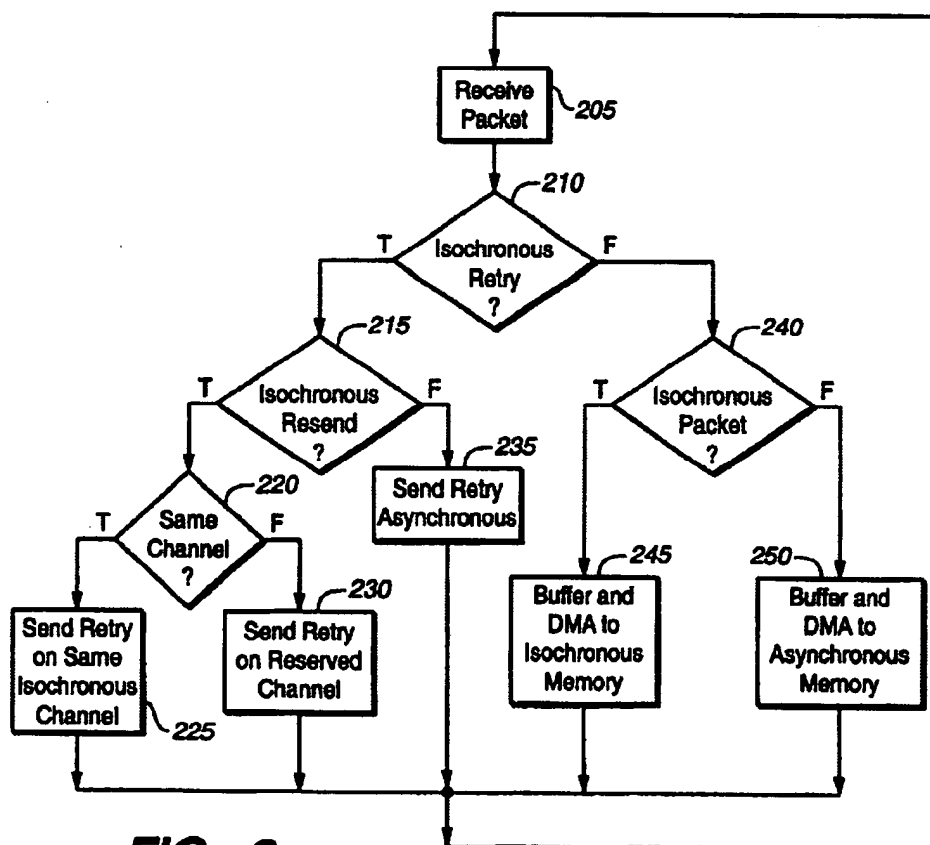 Receive
Packet
205
210
T
Isochronous
Retry
?
F
215
T
Isochronous
Resend
?
F
240
T
Isochronous
Packet
?
F
220
T
Same
Channel
?
F
235
Send Retry
Asynchronous
225
Send Retry
on Same
Isochronous
Channel
230
Send Retry
on Reserved
Channel
245
Buffer and
DMA to
Isochronous
Memory
250
Buffer and
DMA to
Asynchronous
Memory